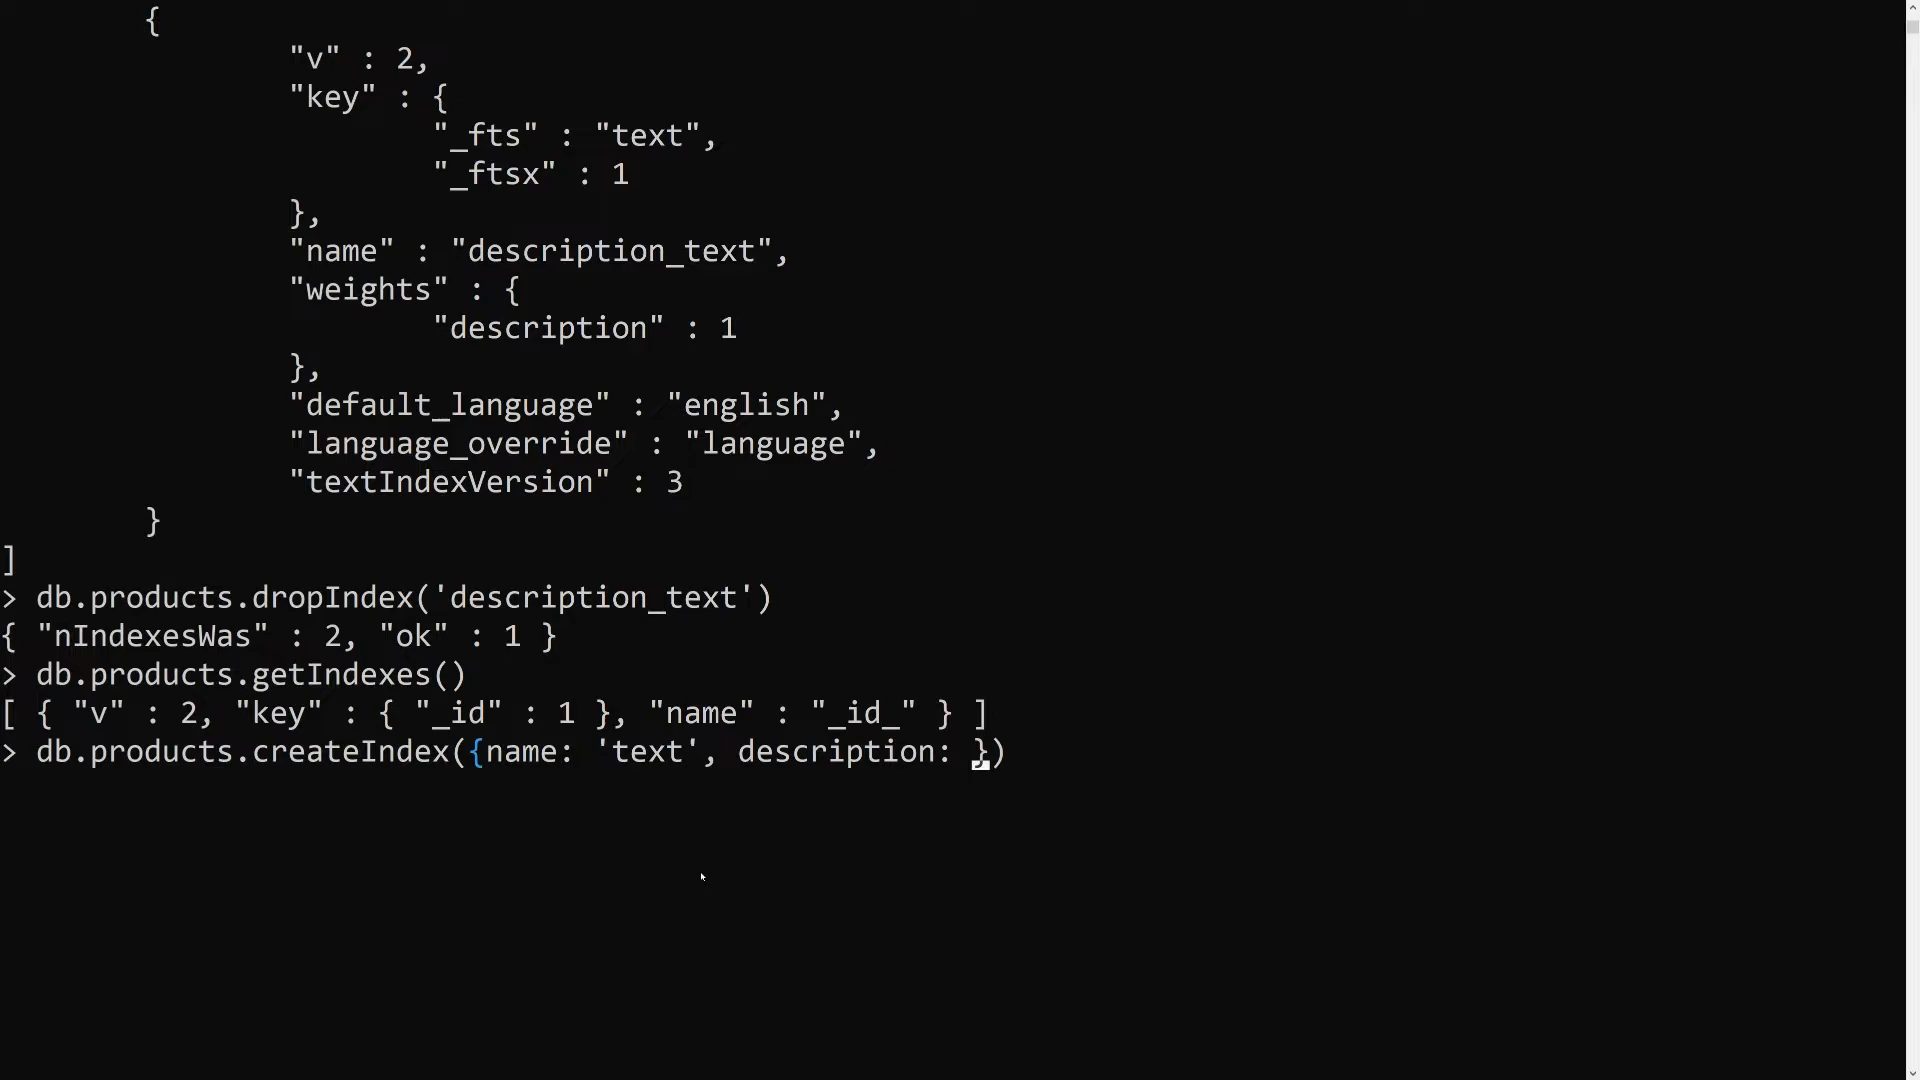 {
"v" : 2,
"key" : {
"_fts" : "text",
"_ftsx" : 1
},
"name" : "description_text",
"weights" : {
"description" : 1
},
"default_language" : "english",
"language_override" : "language",
"textIndexVersion" : 3
}
]
> db.products.dropIndex('description_text')
{ "nIndexesWas" : 2, "ok" : 1 }
> db.products.getIndexes()
[ { "v" : 2, "key" : { "_id" : 1 }, "name" : "_id_" } ]
> db.products.createIndex({name: 'text', description: })